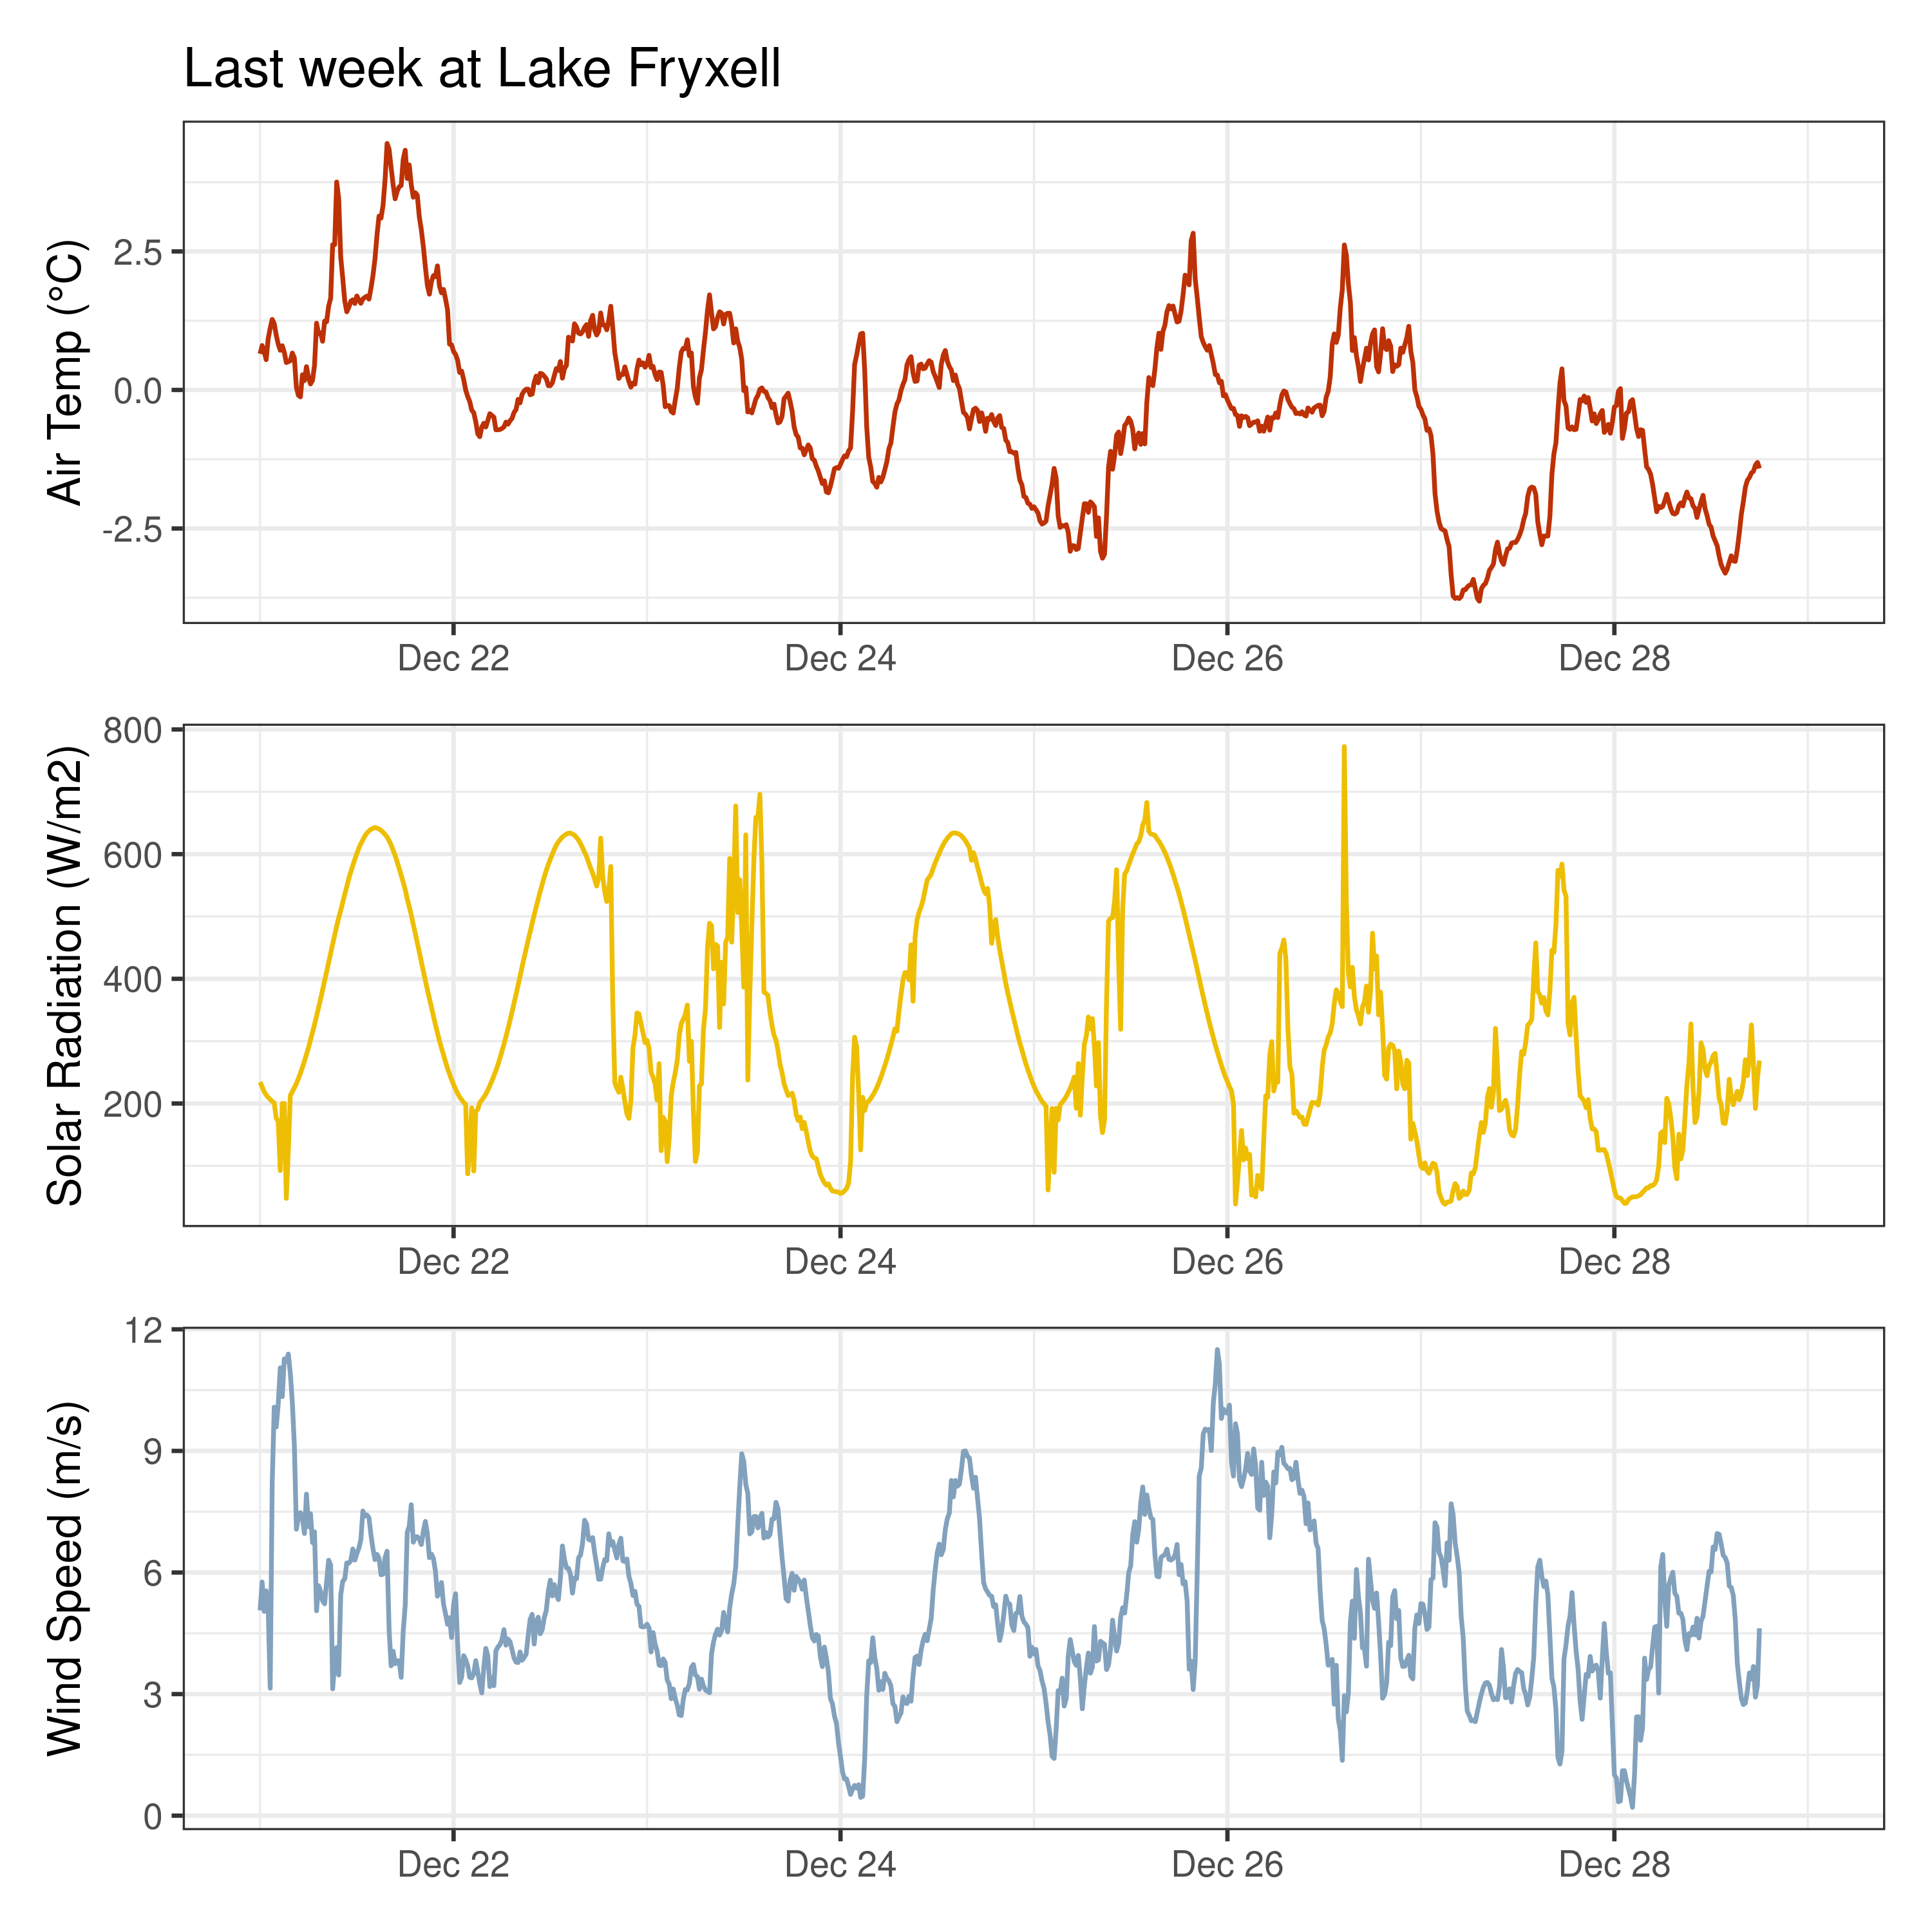 Last week at Lake Fryxell
Air Temp (°C)
2.5
0.0
-2.5
Dec 22 Dec 24 Dec 26 Dec 28
Solar Radiation (W/m2)
800
600
400
200
Dec 22 Dec 24 Dec 26 Dec 28
Wind Speed (m/s)
12
9
6
3
0
Dec 22 Dec 24 Dec 26 Dec 28